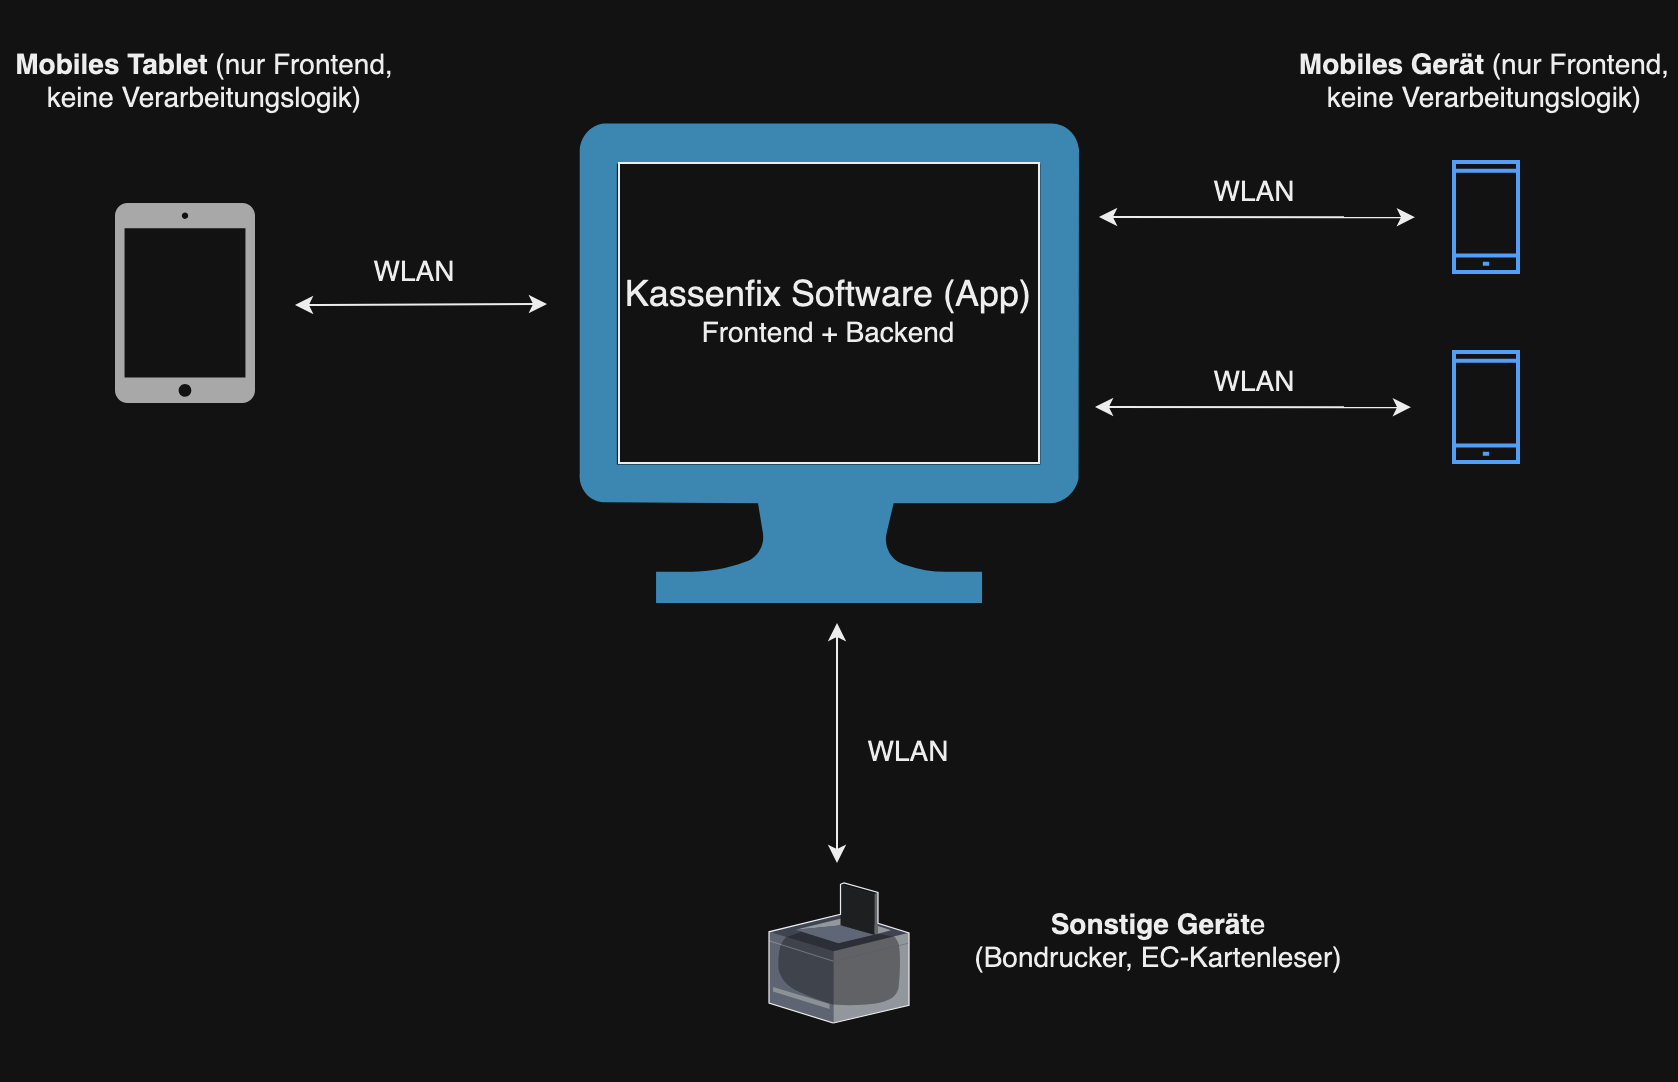 Mobiles Tablet (nur Frontend,
keine Verarbeitungslogik)
Mobiles Gerät (nur Frontend,
keine Verarbeitungslogik)
WLAN
WLAN
Kassenfix Software (App)
Frontend + Backend
WLAN
WLAN
Sonstige Geräte
(Bondrucker, EC-Kartenleser)